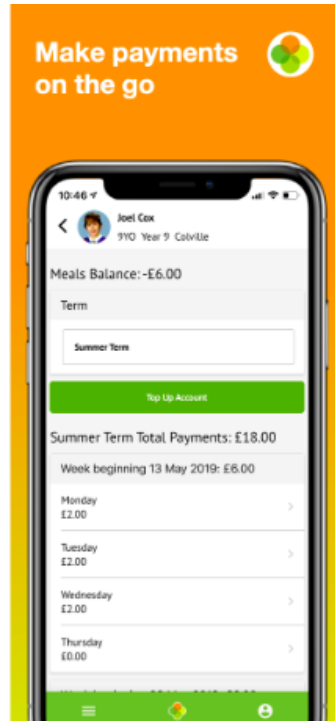 Make payments
on the go
10:46
Joel Cox
9YO Year 9 Colville
Meals Balance:-£6.00
Term
Summer Term
Top Up Account
Summer Term Total Payments: £18.00
Week beginning 13 May 2019: £6.00
Monday
£2.00
Tuesday
£2.00
Wednesday
£2.00
Thursday
£0.00